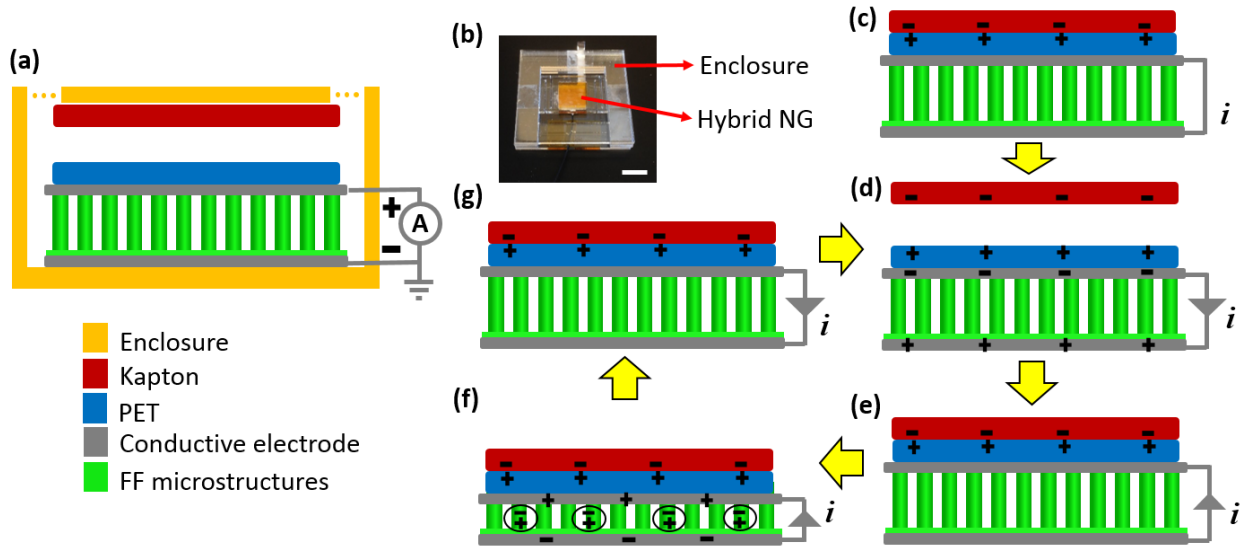 (a)
+
A
-
Enclosure
Kapton
PET
Conductive electrode
FF microstructures
(b)
Enclosure
Hybrid NG
(c)
- - - -
+ + + +
i
(d)
- - - -
+ + + +
- - - -
+ + + +
i
(e)
- - - -
+ + + +
i
(f)
- - - -
+ + + +
+ + +
- - - -
+ + + +
- - -
i
(g)
- - - -
+ + + +
i